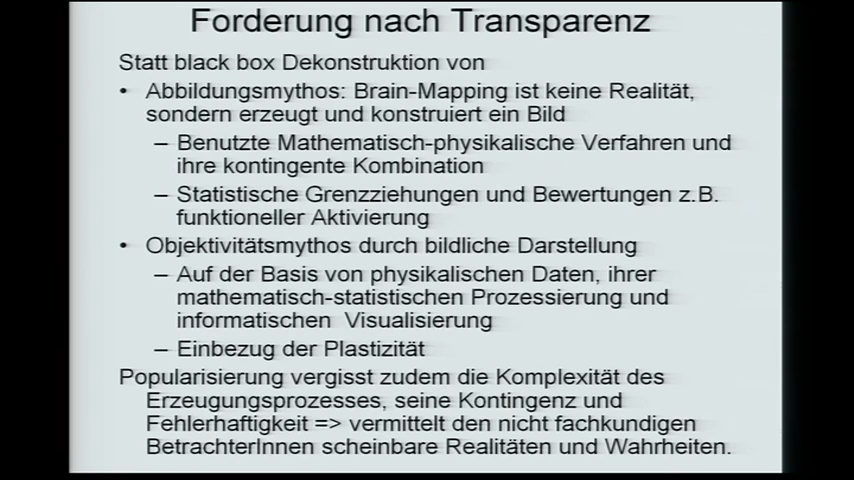 Forderung nach Transparenz
Statt black box Dekonstruktion von
• Abbildungsmythos: Brain-Mapping ist keine Realität,
sondern erzeugt und konstruiert ein Bild
– Benutzte Mathematisch-physikalische Verfahren und
ihre kontingente Kombination
– Statistische Grenzziehungen und Bewertungen z.B.
funktioneller Aktivierung
• Objektivitätsmythos durch bildliche Darstellung
– Auf der Basis von physikalischen Daten, ihrer
mathematisch-statistischen Prozessierung und
informatischen Visualisierung
– Einbezug der Plastizität
Popularisierung vergisst zudem die Komplexität des
Erzeugungsprozesses, seine Kontingenz und
Fehlerhaftigkeit => vermittelt den nicht fachkundigen
BetrachterInnen scheinbare Realitäten und Wahrheiten.